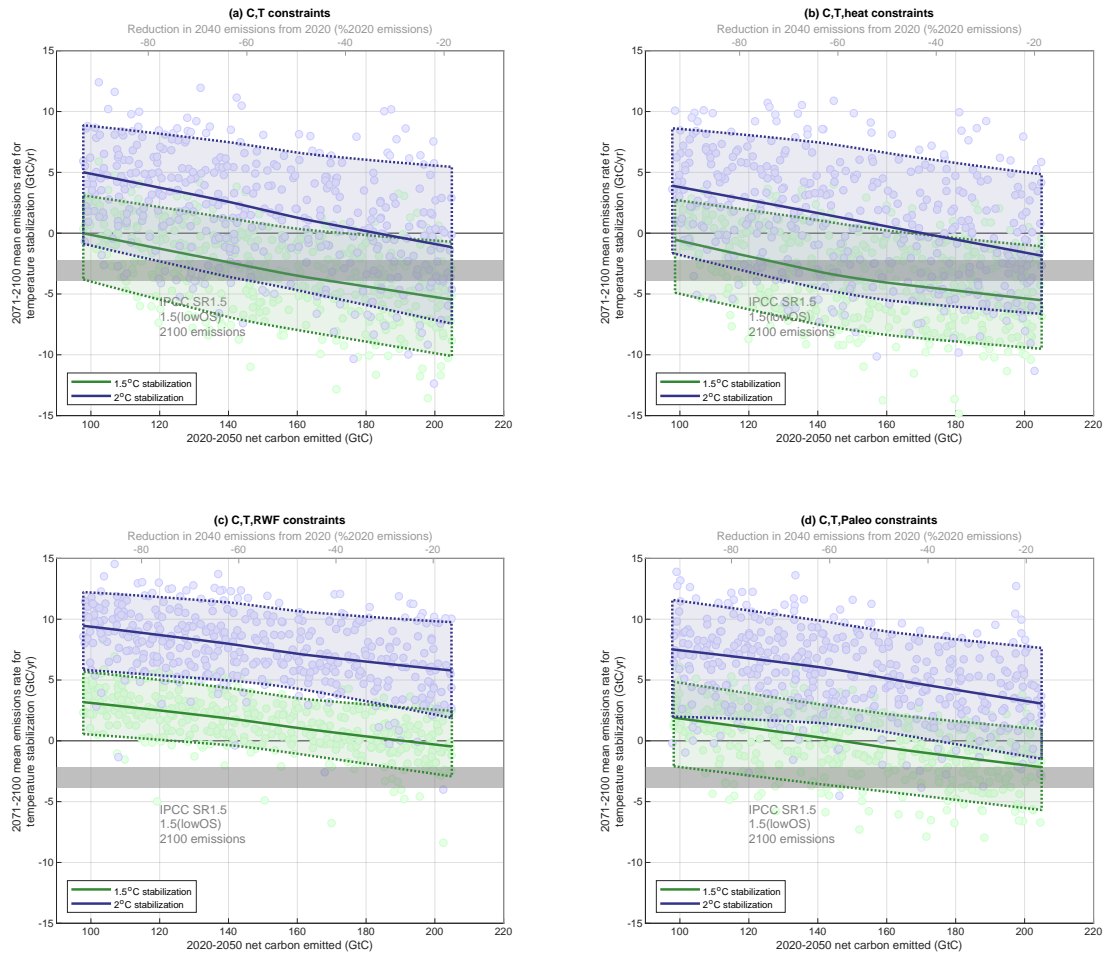 (a) C,T constraints
Reduction in 2040 emissions from 2020 (%2020 emissions)
-80 -60 -40 -20
15
10
5
0
-5
-10
-15
2071-2100 mean emissions rate for
temperature stabilization (GtC/yr)
IPCC SR1.5
1.5(lowOS)
2100 emissions
1.5°C stabilization
2°C stabilization
100 120 140 160 180 200 220
2020-2050 net carbon emitted (GtC)
(b) C,T,heat constraints
Reduction in 2040 emissions from 2020 (%2020 emissions)
-80 -60 -40 -20
15
10
5
0
-5
-10
-15
2071-2100 mean emissions rate for
temperature stabilization (GtC/yr)
IPCC SR1.5
1.5(lowOS)
2100 emissions
1.5°C stabilization
2°C stabilization
100 120 140 160 180 200 220
2020-2050 net carbon emitted (GtC)
(c) C,T,RWF constraints
Reduction in 2040 emissions from 2020 (%2020 emissions)
-80 -60 -40 -20
15
10
5
0
-5
-10
-15
2071-2100 mean emissions rate for
temperature stabilization (GtC/yr)
IPCC SR1.5
1.5(lowOS)
2100 emissions
1.5°C stabilization
2°C stabilization
100 120 140 160 180 200 220
2020-2050 net carbon emitted (GtC)
(d) C,T,Paleo constraints
Reduction in 2040 emissions from 2020 (%2020 emissions)
-80 -60 -40 -20
15
10
5
0
-5
-10
-15
2071-2100 mean emissions rate for
temperature stabilization (GtC/yr)
IPCC SR1.5
1.5(lowOS)
2100 emissions
1.5°C stabilization
2°C stabilization
100 120 140 160 180 200 220
2020-2050 net carbon emitted (GtC)